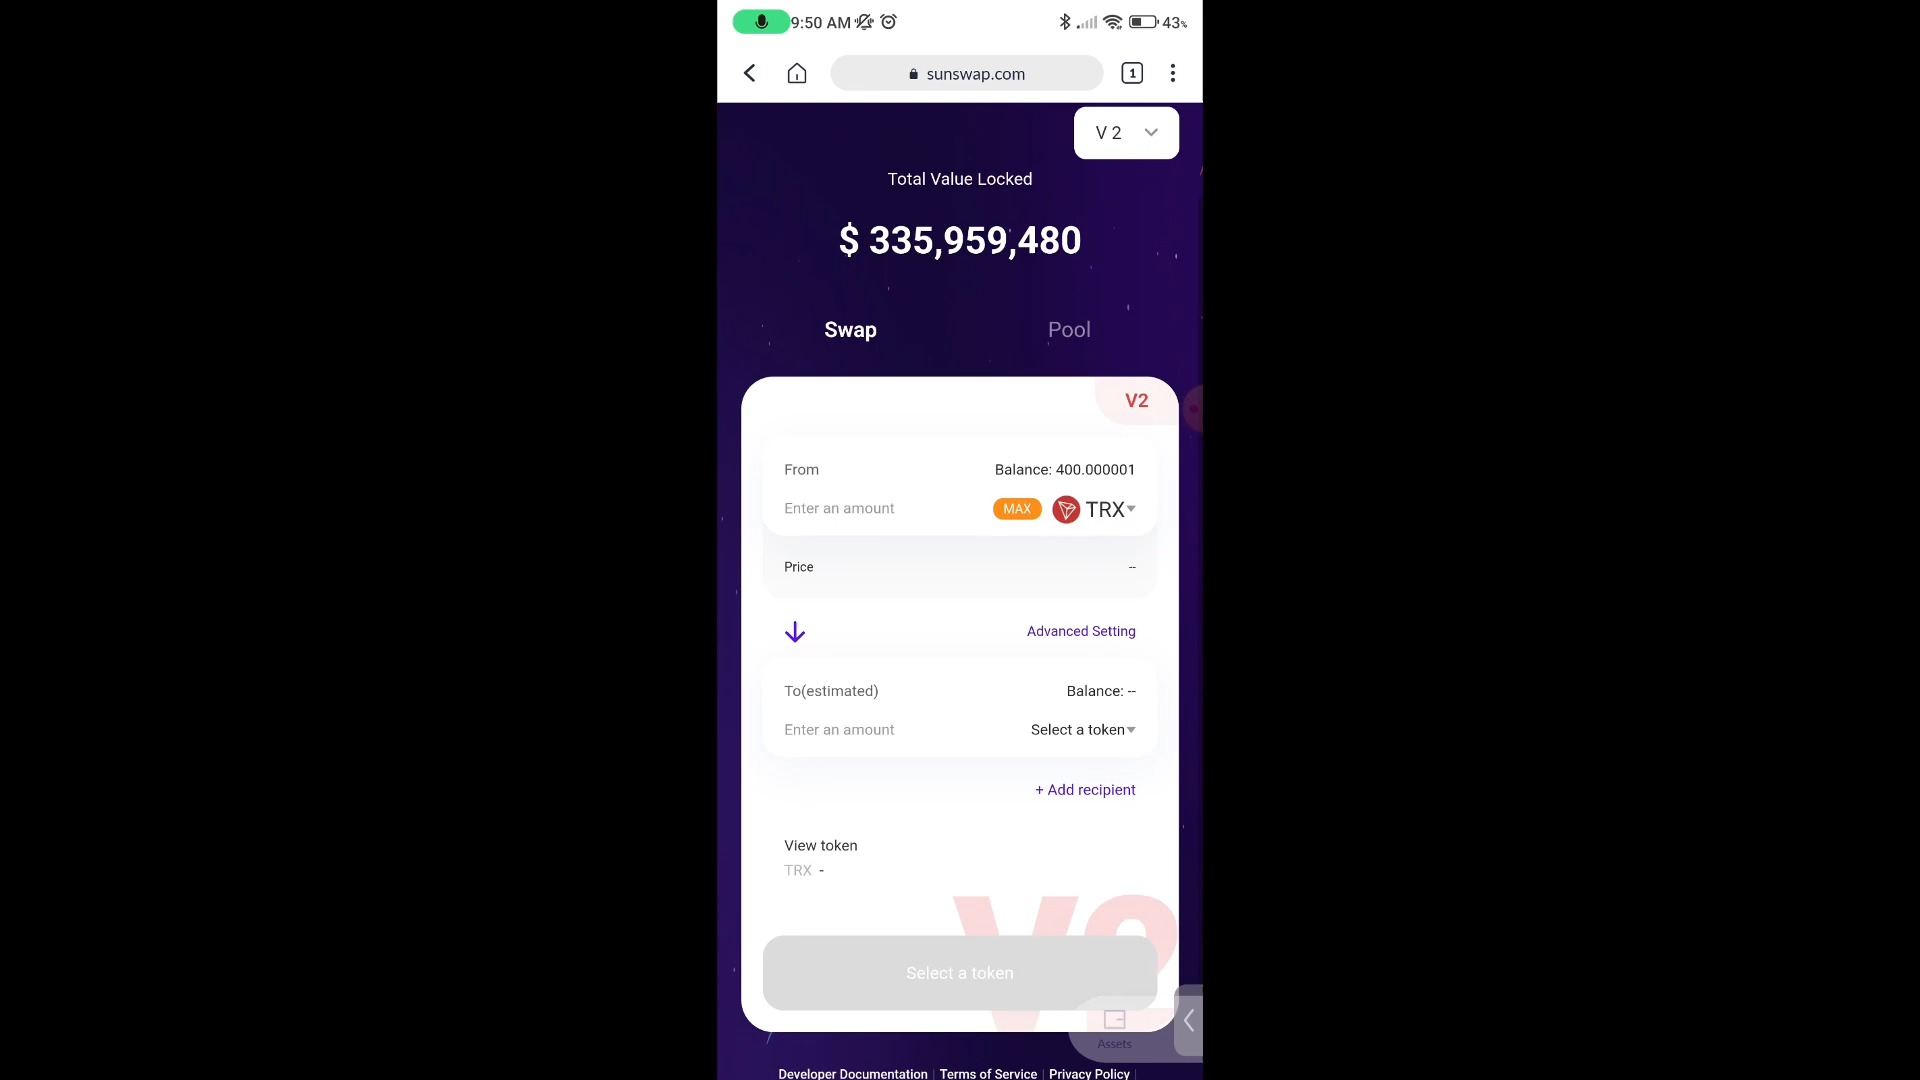 9:50 AM 43%
sunswap.com 1
V 2
Total Value Locked
$ 335,959,480
Swap Pool
V2
From Balance: 400.000001
Enter an amount MAX TRX
Price --
Advanced Setting
To(estimated) Balance: --
Enter an amount Select a token
+ Add recipient
View token
TRX -
V2
Select a token
Assets
Developer Documentation | Terms of Service | Privacy Policy |